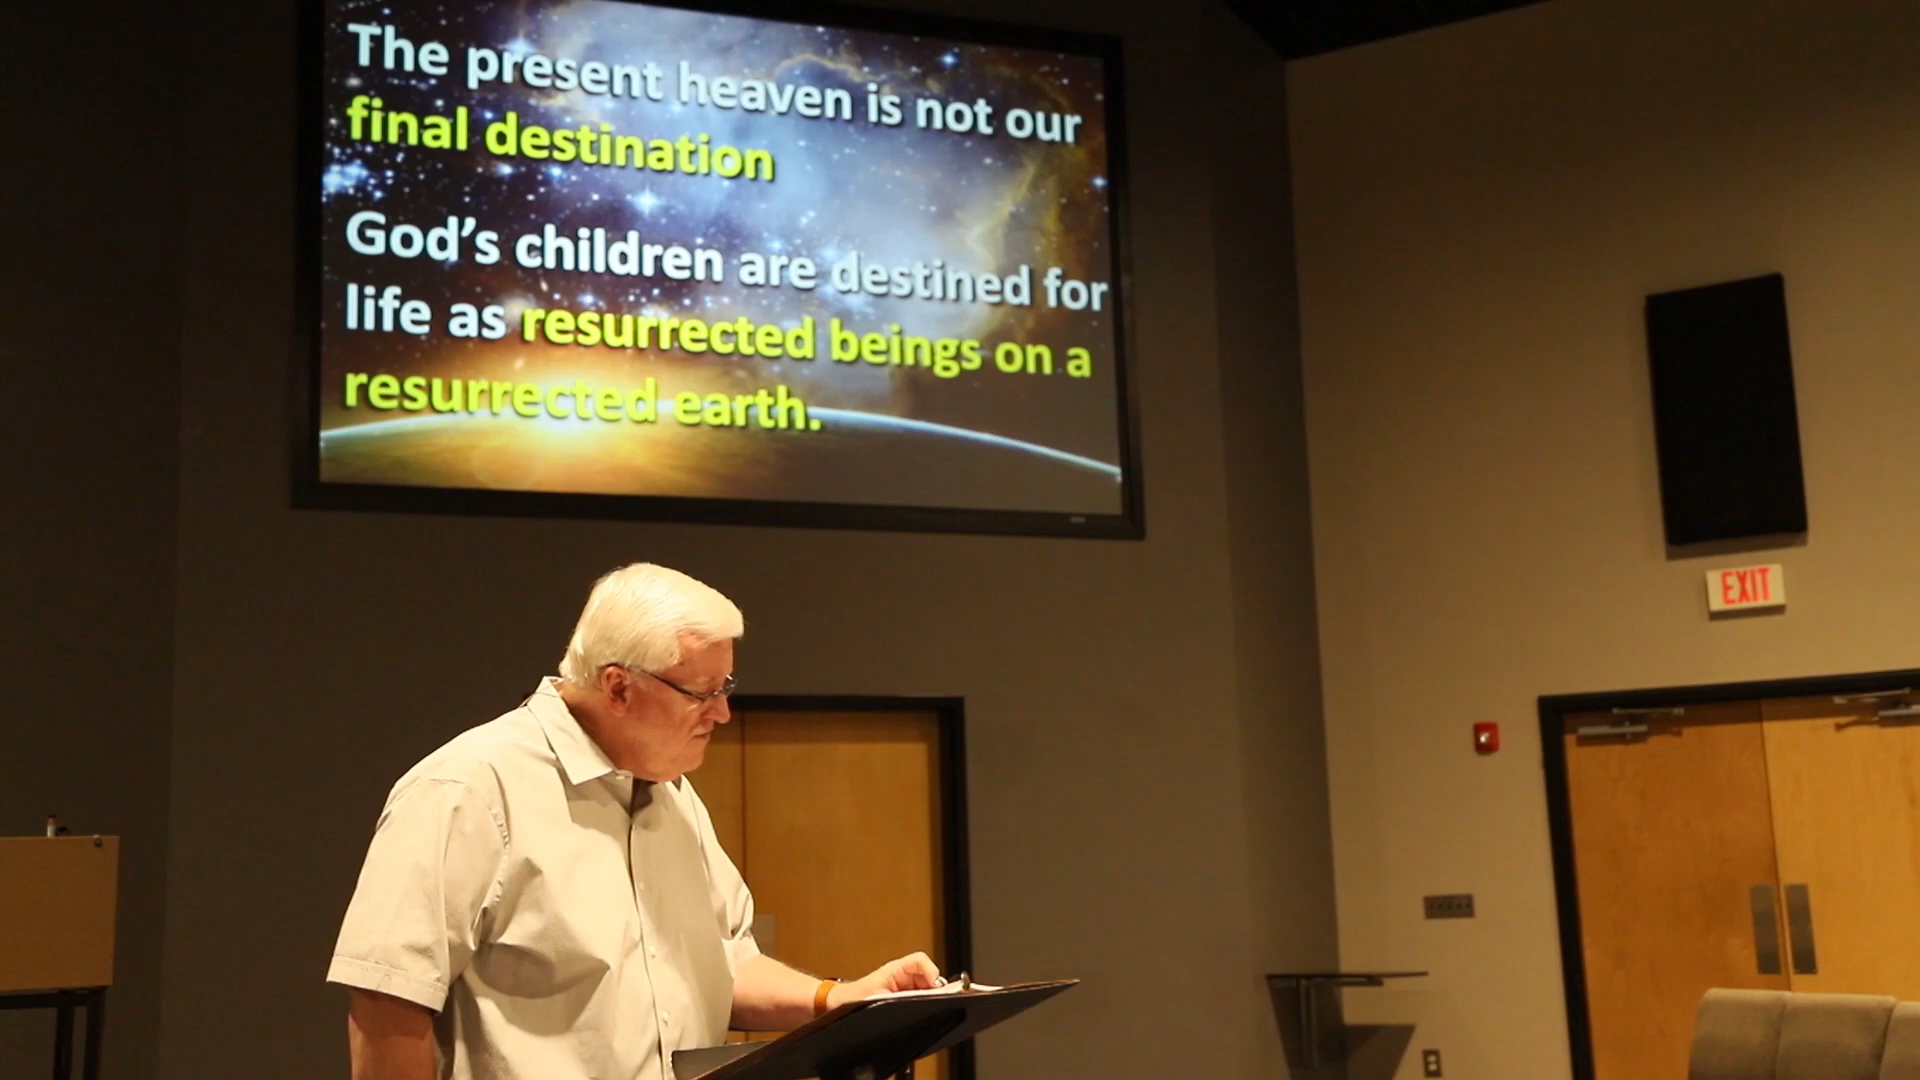 The present heaven is not our
final destination
God's children are destined for
life as resurrected beings on a
resurrected earth.
EXIT